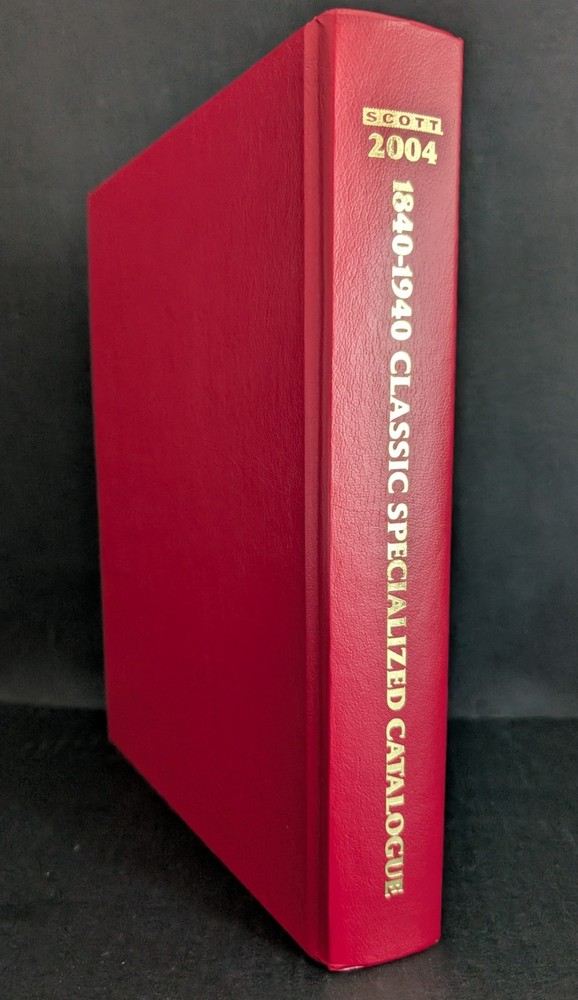 SCOTT
2004
1840-1940 CLASSIC SPECIALIZED CATALOGUE